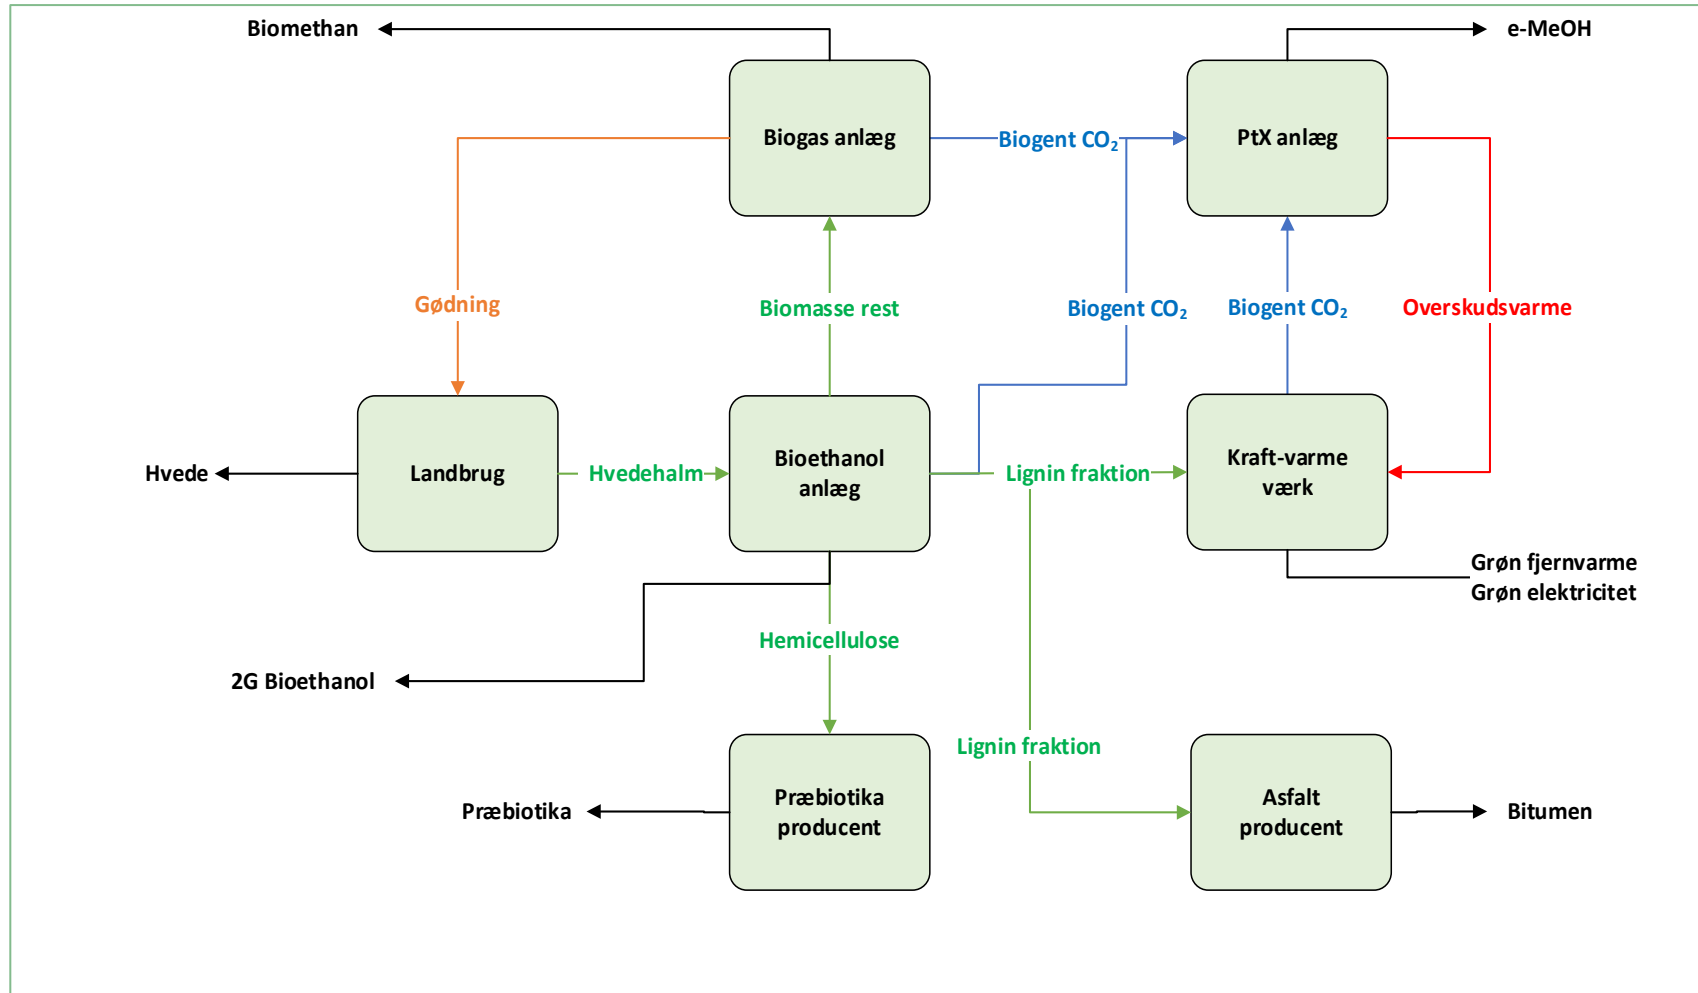 Biomethan
e-MeOH
Biogas anlæg
Biogent CO₂
PtX anlæg
Gødning
Biomasse rest
Biogent CO₂
Biogent CO₂
Overskudsvarme
Hvede
Landbrug
Hvedehalm
Bioethanol
anlæg
Lignin fraktion
Kraft-varme
værk
Grøn fjernvarme
Grøn elektricitet
Hemicellulose
2G Bioethanol
Lignin fraktion
Præbiotika
Præbiotika
producent
Asfalt
producent
Bitumen